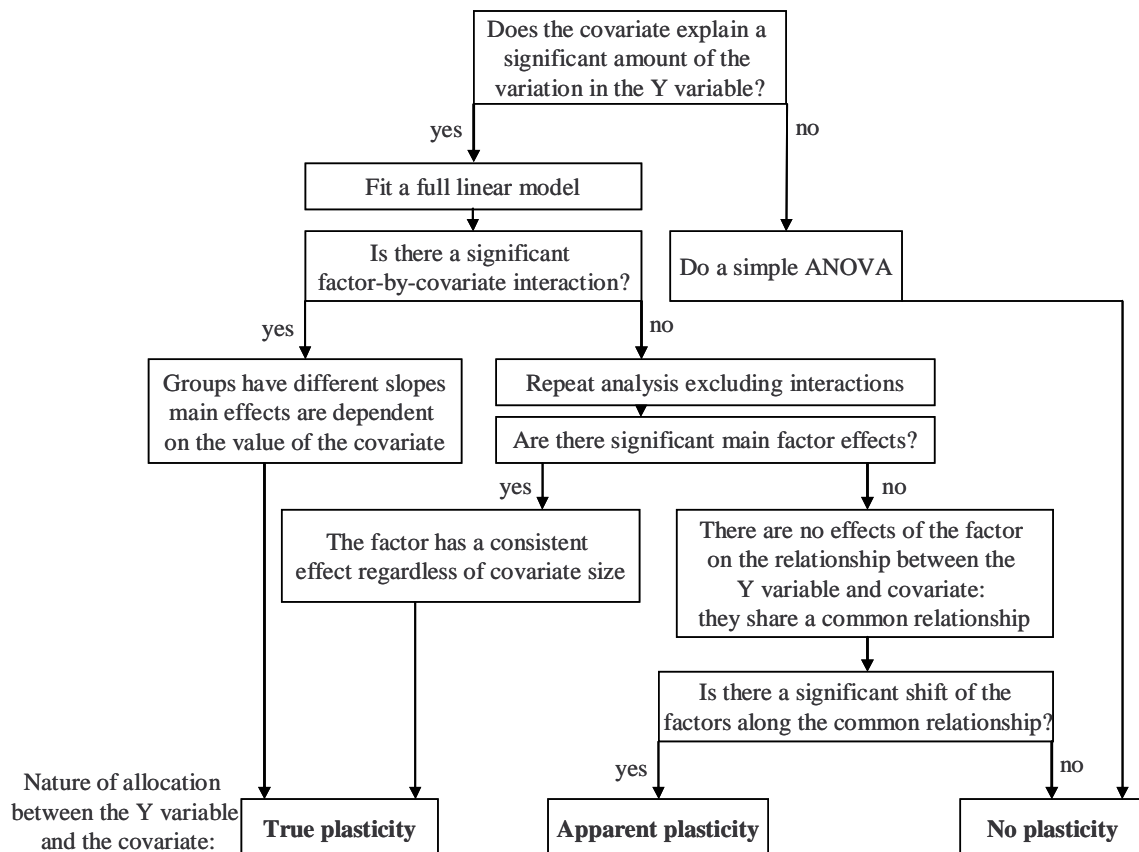 Does the covariate explain a
significant amount of the
variation in the Y variable?
yes
no
Fit a full linear model
Is there a significant
factor-by-covariate interaction?
Do a simple ANOVA
yes
no
Groups have different slopes
main effects are dependent
on the value of the covariate
Repeat analysis excluding interactions
Are there significant main factor effects?
yes
no
The factor has a consistent
effect regardless of covariate size
There are no effects of the factor
on the relationship between the
Y variable and covariate:
they share a common relationship
Is there a significant shift of the
factors along the common relationship?
yes
no
Nature of allocation
between the Y variable
and the covariate:
True plasticity
Apparent plasticity
No plasticity